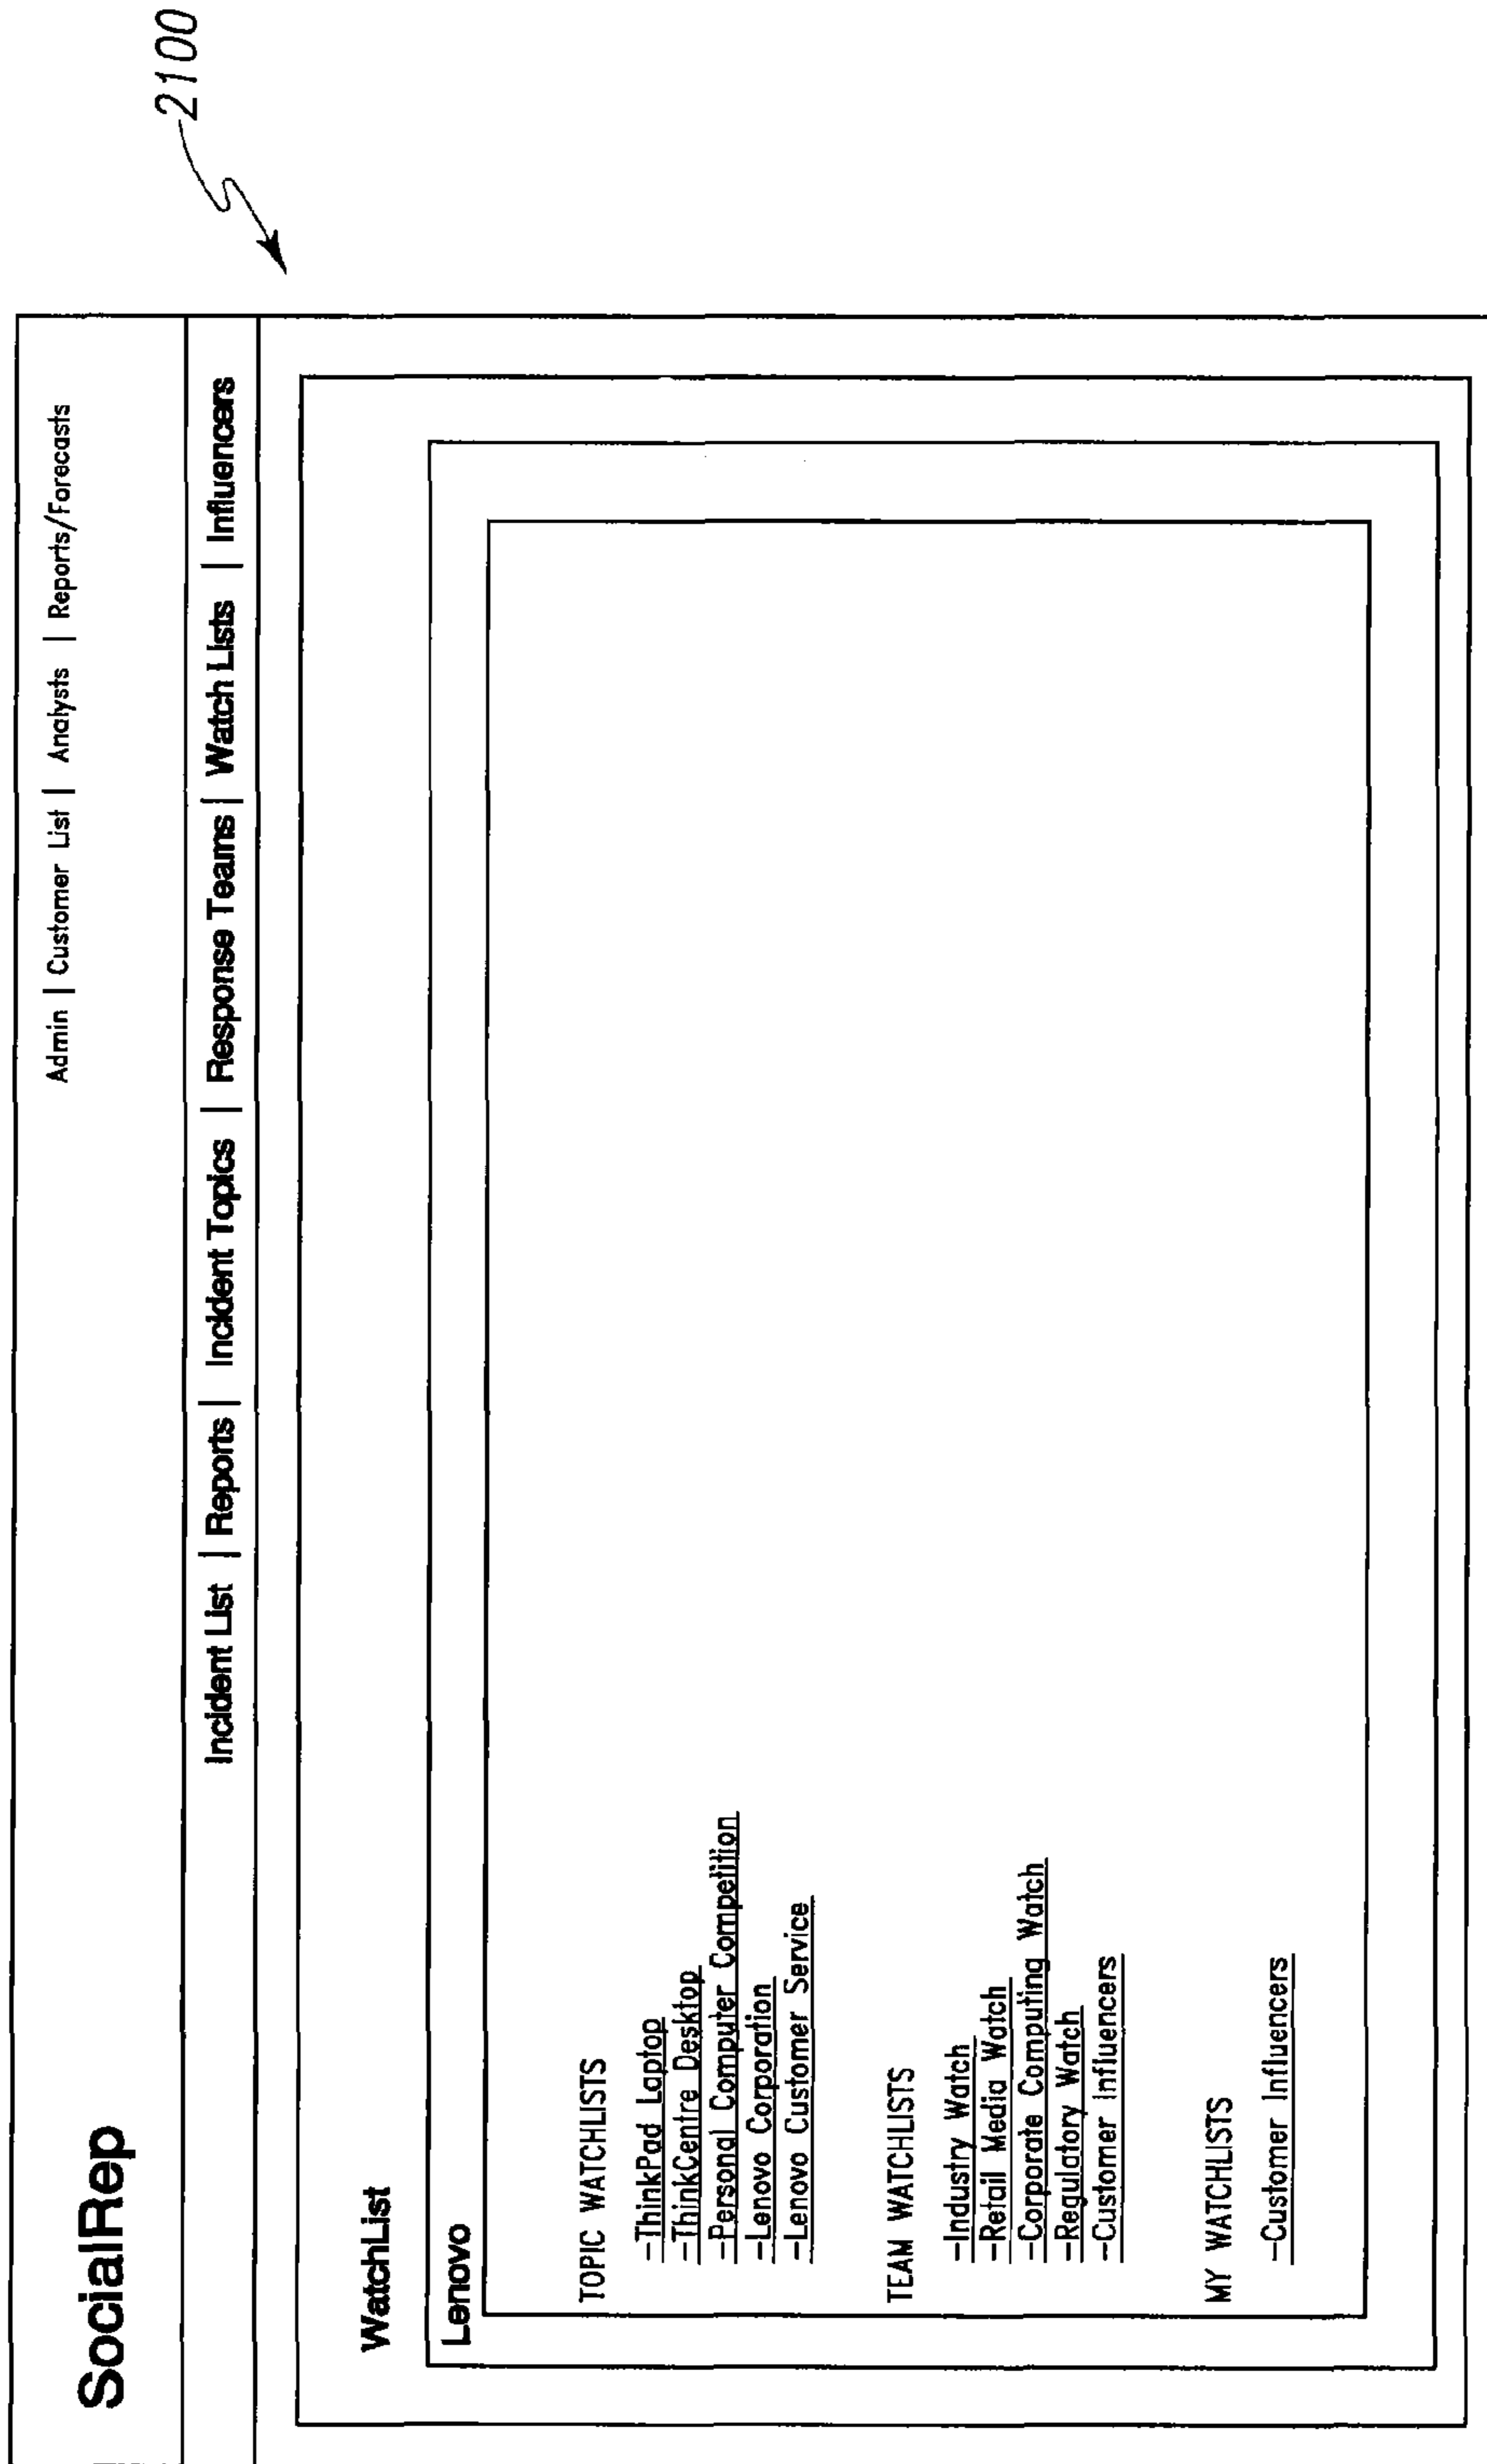 2100
SocialRep
Admin | Customer List | Analysts | Reports/Forecasts
Incident List | Reports | Incident Topics | Response Teams | Watch Lists | Influencers
WatchList
Lenovo
TOPIC WATCHLISTS
-ThinkPad Laptop
-ThinkCentre Desktop
-Personal Computer Competition
-Lenovo Corporation
-Lenovo Customer Service
TEAM WATCHLISTS
-Industry Watch
-Retail Media Watch
-Corporate Computing Watch
-Regulatory Watch
-Customer Influencers
MY WATCHLISTS
-Customer Influencers